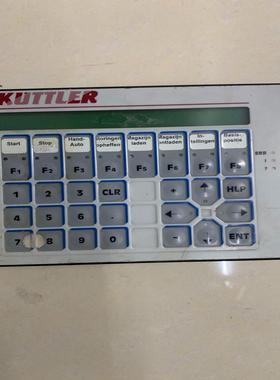 KUTTLER
Start Stop Hand-Auto Storingen opheffen Magazijn laden Magazijn ontladen In-stellingen Basis-positie
F1 F2 F3 F4 F5 F6 F7 F8
1 2 3 CLR + HLP
4 5 6
7 8 9 0 - ENT